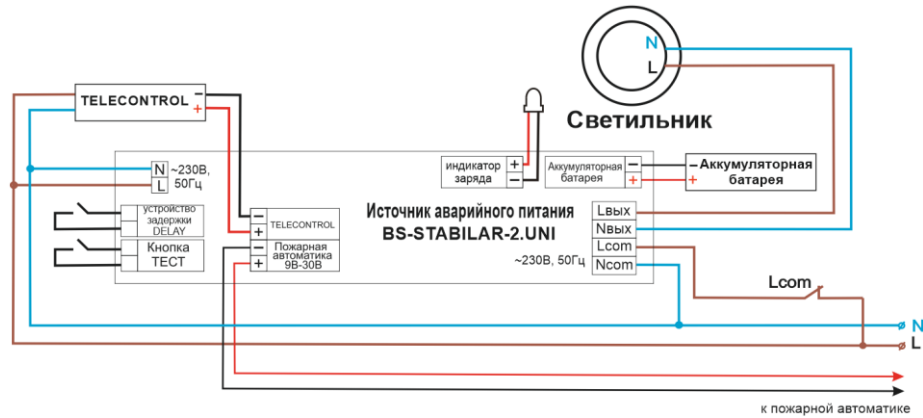 N
L
Светильник
TELECONTROL
−
+
N
L
~230В,
50Гц
индикатор
заряда
+
−
Аккумуляторная
батарея
−
+
− Аккумуляторная
+ батарея
устройство
задержки
DELAY
Кнопка
ТЕСТ
−
+
TELECONTROL
−
+
Пожарная
автоматика
9В-30В
Источник аварийного питания
BS-STABILAR-2.UNI
~230В, 50Гц
Lвых
Nвых
Lcom
Ncom
Lcom
N
L
к пожарной автоматике